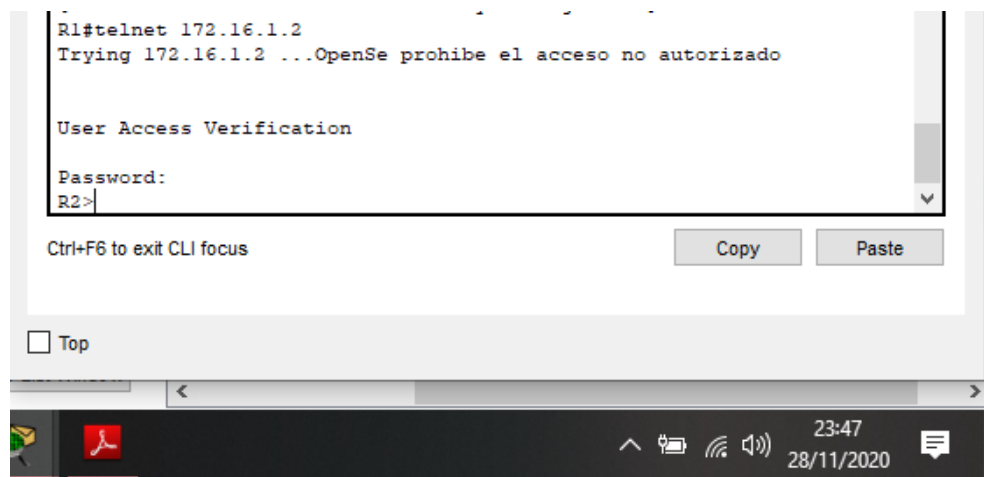 R1#telnet 172.16.1.2
Trying 172.16.1.2 ...OpenSe prohibe el acceso no autorizado
User Access Verification
Password:
R2>
Ctrl+F6 to exit CLI focus
Copy
Paste
Top
23:47
28/11/2020